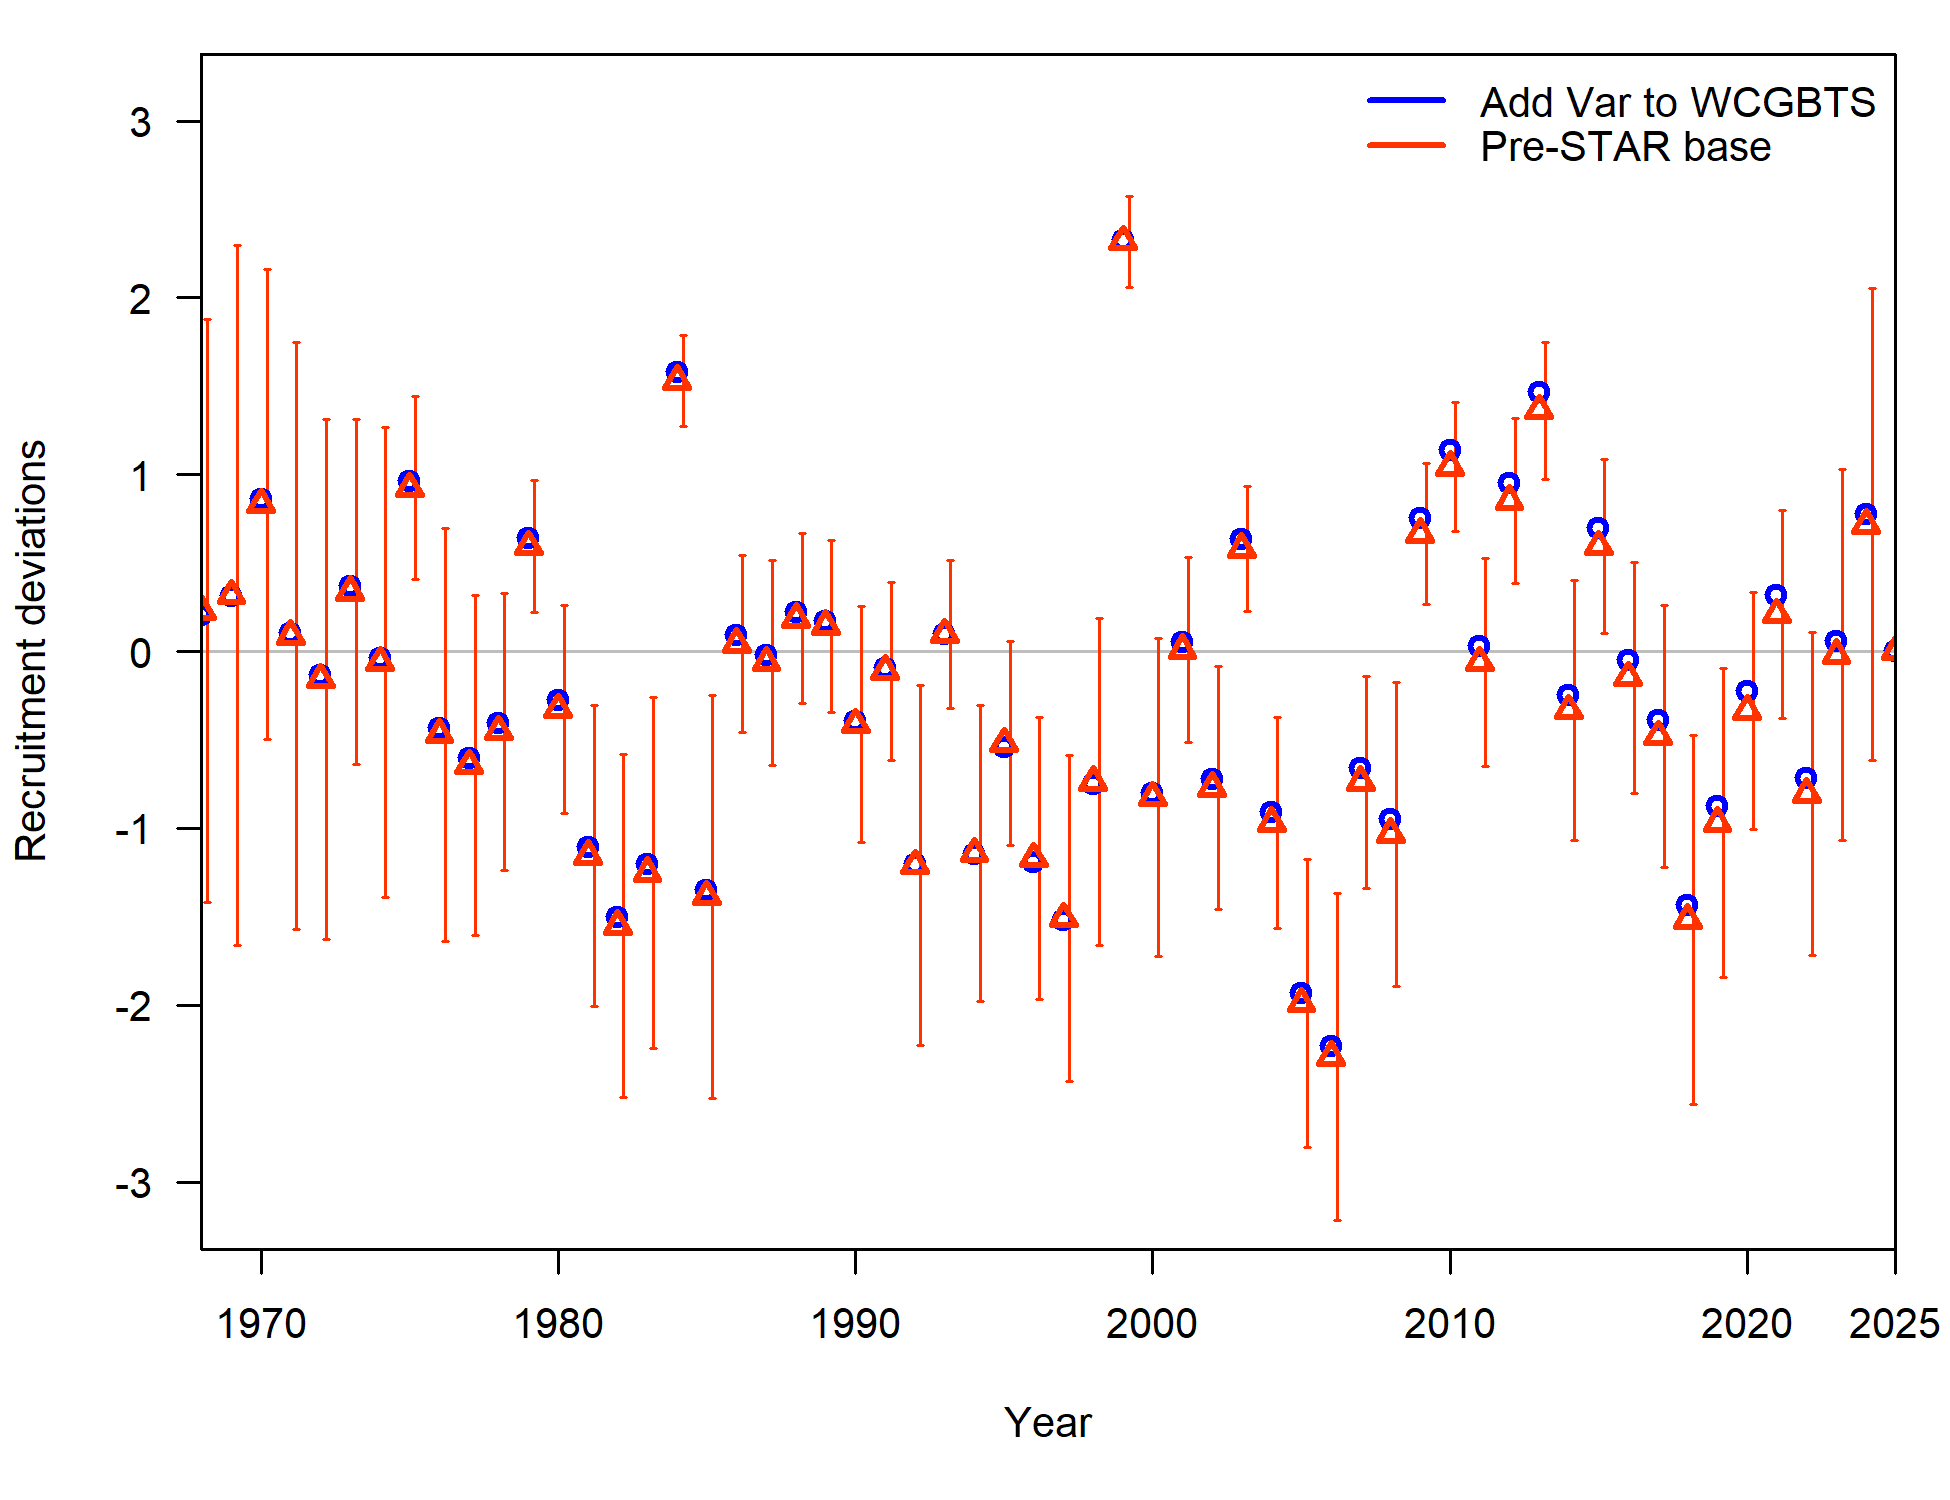 Add Var to WCGBTS
Pre-STAR base
3
2
1
0
-1
-2
-3
Recruitment deviations
1970 1980 1990 2000 2010 2020 2025
Year